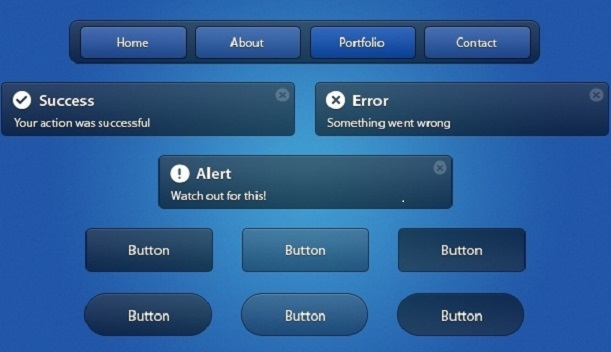 Home About Portfolio Contact
Success
Your action was successful
Error
Something went wrong
Alert
Watch out for this!
Button Button Button
Button Button Button